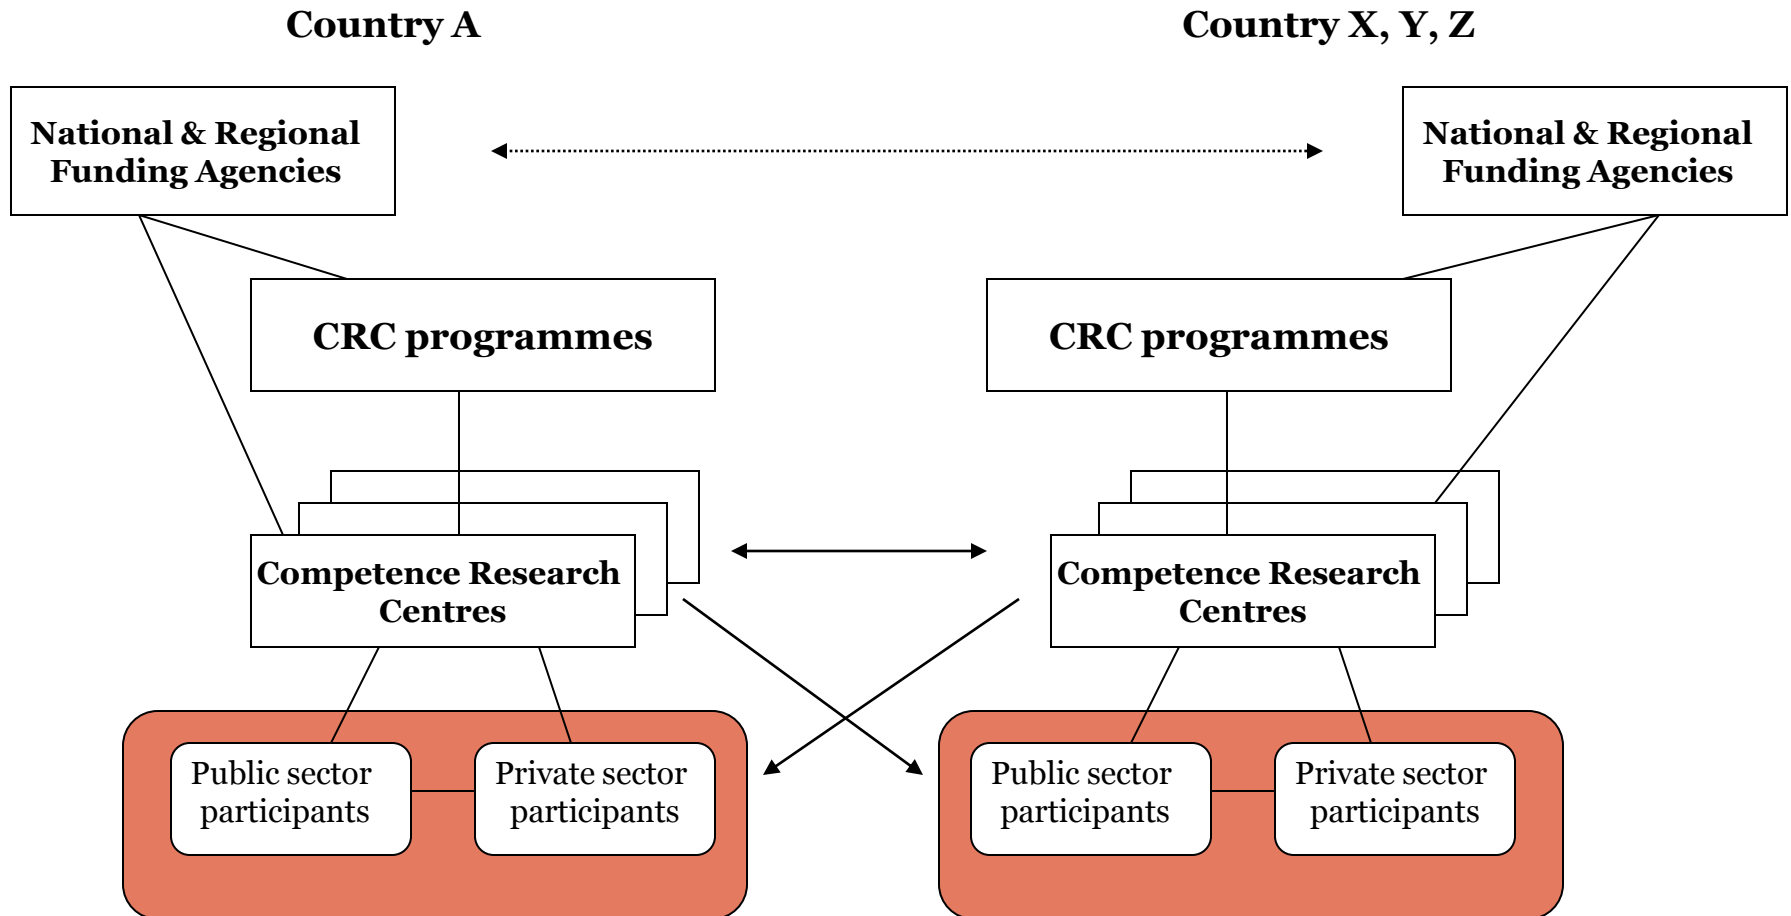 Country A
Country X, Y, Z
National & Regional
Funding Agencies
National & Regional
Funding Agencies
CRC programmes
CRC programmes
Competence Research
Centres
Competence Research
Centres
Public sector
participants
Private sector
participants
Public sector
participants
Private sector
participants